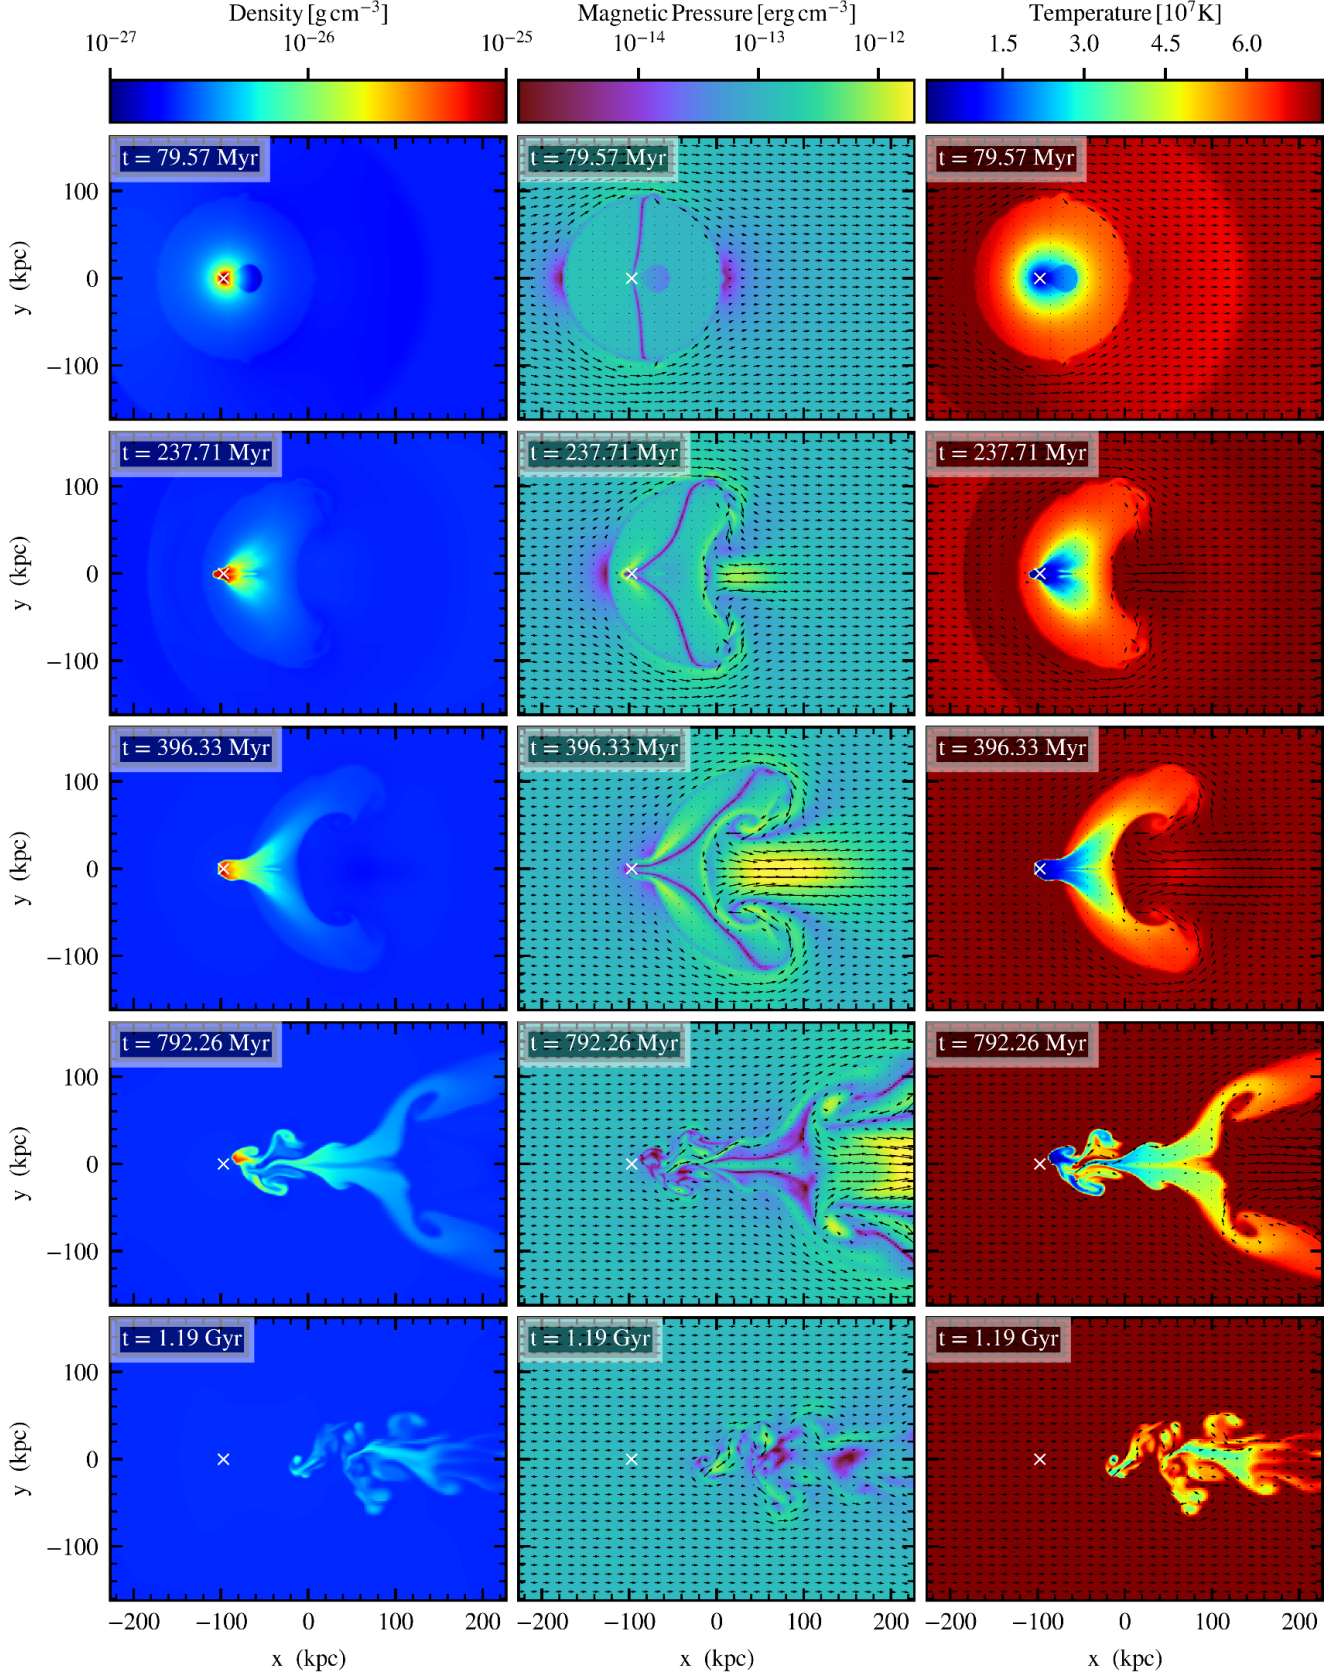 Density [g cm⁻³] Magnetic Pressure [erg cm⁻³] Temperature [10⁷K]
10⁻²⁷ 10⁻²⁶ 10⁻²⁵ 10⁻¹⁴ 10⁻¹³ 10⁻¹² 1.5 3.0 4.5 6.0
t = 79.57 Myr t = 79.57 Myr t = 79.57 Myr
100
y (kpc) 0
−100
t = 237.71 Myr t = 237.71 Myr t = 237.71 Myr
100
y (kpc) 0
−100
t = 396.33 Myr t = 396.33 Myr t = 396.33 Myr
100
y (kpc) 0
−100
t = 792.26 Myr t = 792.26 Myr t = 792.26 Myr
100
y (kpc) 0
−100
t = 1.19 Gyr t = 1.19 Gyr t = 1.19 Gyr
100
y (kpc) 0
−100
−200 −100 0 100 200 −200 −100 0 100 200 −200 −100 0 100 200
x (kpc) x (kpc) x (kpc)